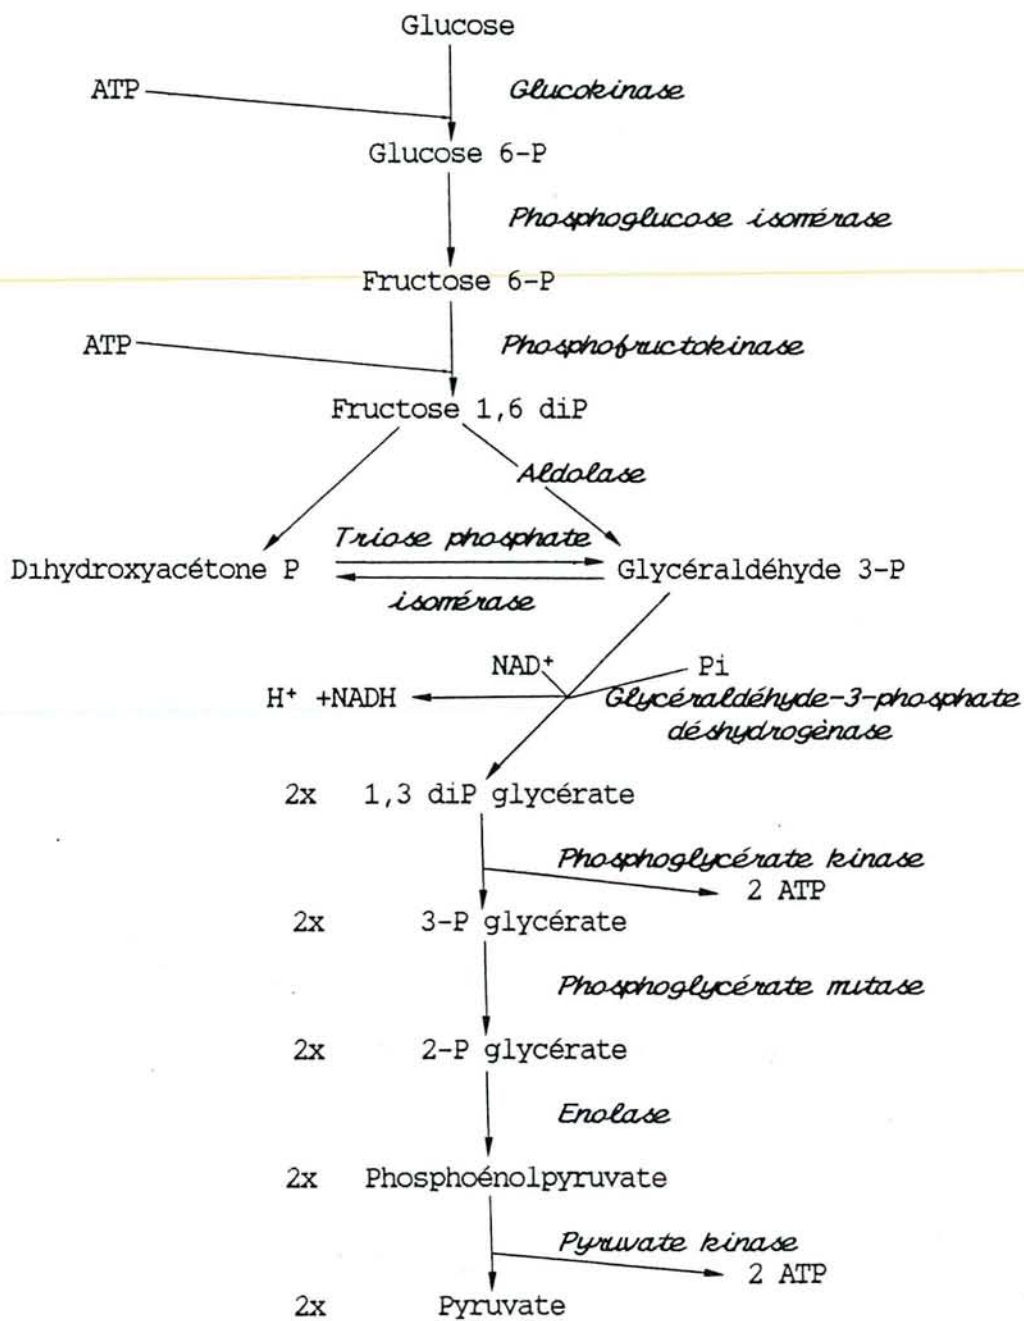 Glucose
ATP
Glucokinase
Glucose 6-P
Phosphoglucose isomérase
Fructose 6-P
ATP
Phosphofructokinase
Fructose 1,6 diP
Aldolase
Triose phosphate
Dihydroxyacétone P
Glycéraldéhyde 3-P
isomérase
NAD⁺
Pi
H⁺ +NADH
Glycéraldéhyde-3-phosphate
déshydrogènase
2x 1,3 diP glycérate
Phosphoglycérate kinase
2 ATP
2x 3-P glycérate
Phosphoglycérate mutase
2x 2-P glycérate
Enolase
2x Phosphoénolpyruvate
Pyruvate kinase
2 ATP
2x Pyruvate